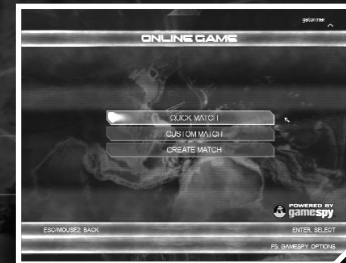 ONLINE GAME
QUICK MATCH
CUSTOM MATCH
CREATE MATCH
POWERED BY
gamespy
ESC/MOUSE2: BACK
ENTER: SELECT
F5: GAMESPY OPTIONS